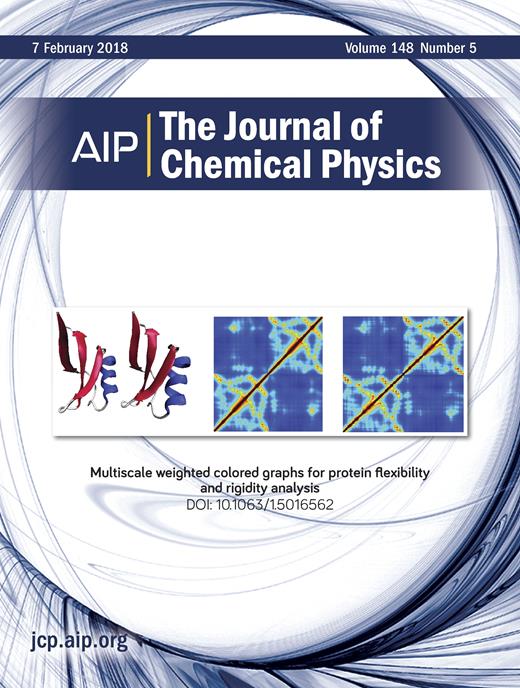 7 February 2018
Volume 148 Number 5
AIP
The Journal of
Chemical Physics
Multiscale weighted colored graphs for protein flexibility
and rigidity analysis
DOI: 10.1063/1.5016562
jcp.aip.org